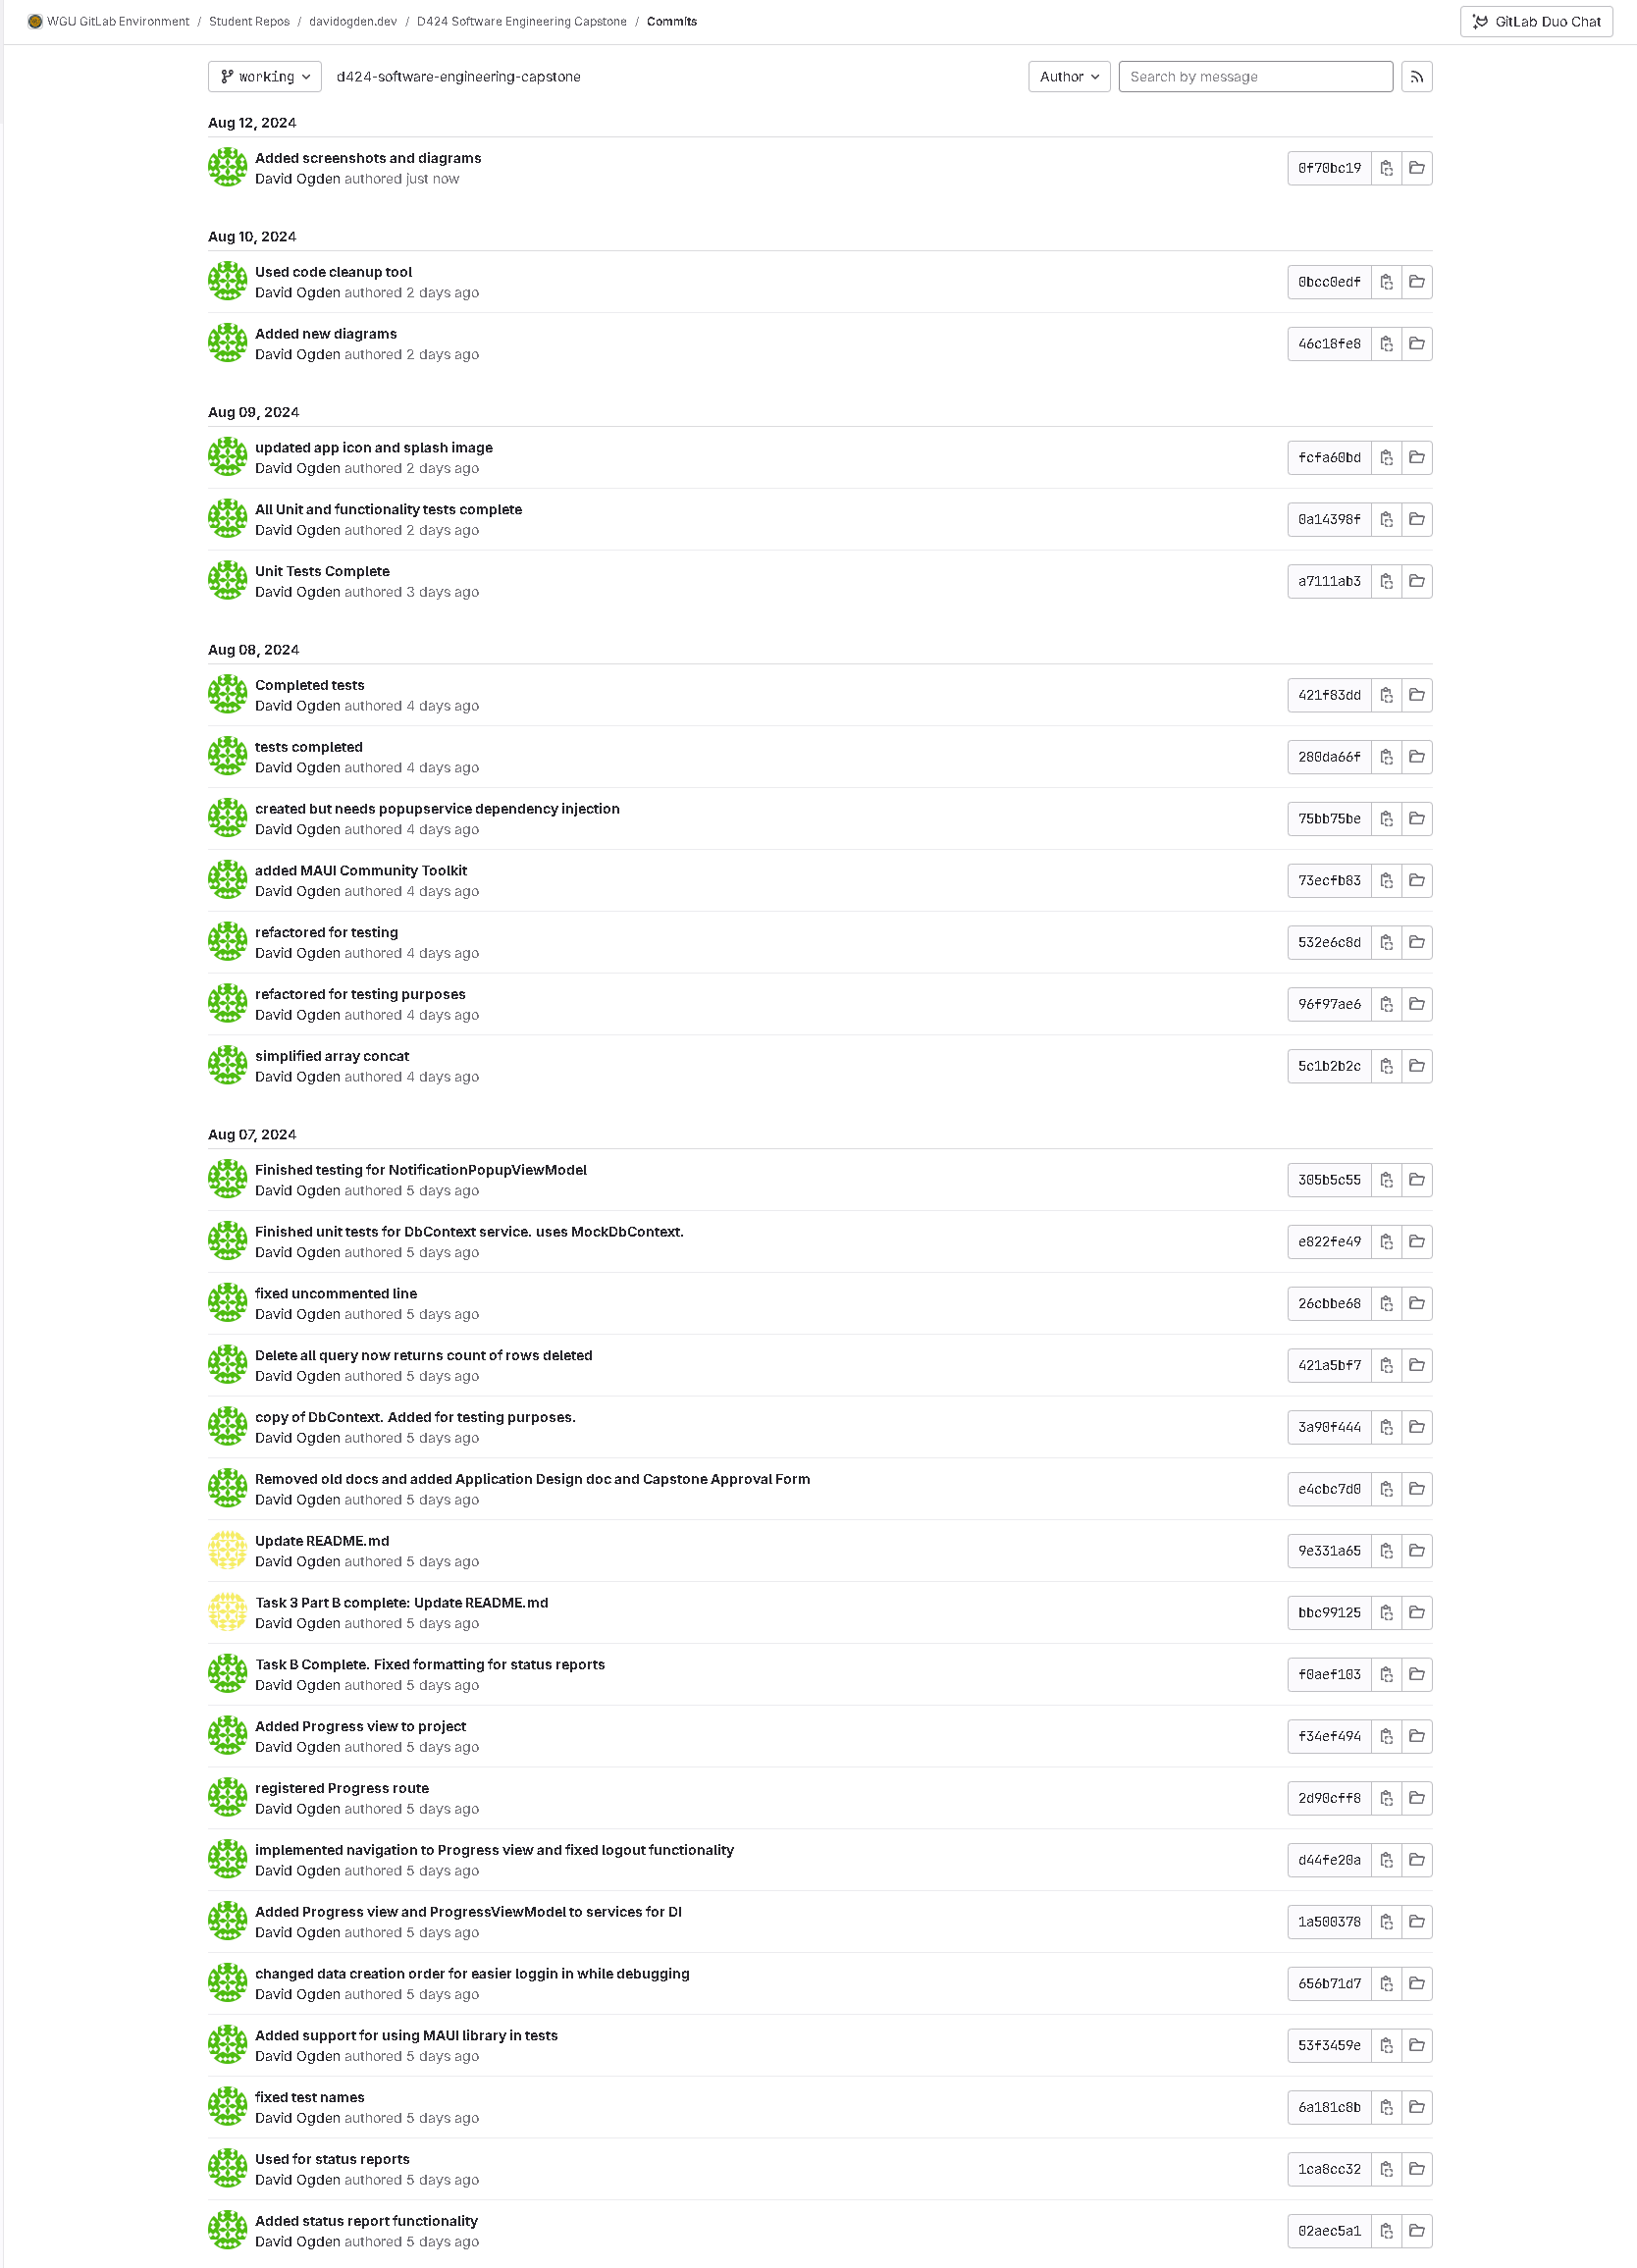 WGU GitLab Environment / Student Repos / davidogden.dev / D424 Software Engineering Capstone / Commits
GitLab Duo Chat
working
d424-software-engineering-capstone
Author
Search by message
Aug 12, 2024
Added screenshots and diagrams
David Ogden authored just now
0f70bc19
Aug 10, 2024
Used code cleanup tool
David Ogden authored 2 days ago
0bcc0edf
Added new diagrams
David Ogden authored 2 days ago
46c18fe8
Aug 09, 2024
updated app icon and splash image
David Ogden authored 2 days ago
fcfa60bd
All Unit and functionality tests complete
David Ogden authored 2 days ago
0a14398f
Unit Tests Complete
David Ogden authored 3 days ago
a7111ab3
Aug 08, 2024
Completed tests
David Ogden authored 4 days ago
421f83dd
tests completed
David Ogden authored 4 days ago
280da66f
created but needs popupservice dependency injection
David Ogden authored 4 days ago
75bb75be
added MAUI Community Toolkit
David Ogden authored 4 days ago
73ecfb83
refactored for testing
David Ogden authored 4 days ago
532e6c8d
refactored for testing purposes
David Ogden authored 4 days ago
96f97ae6
simplified array concat
David Ogden authored 4 days ago
5c1b2b2c
Aug 07, 2024
Finished testing for NotificationPopupViewModel
David Ogden authored 5 days ago
305b5c55
Finished unit tests for DbContext service. uses MockDbContext.
David Ogden authored 5 days ago
e822fe49
fixed uncommented line
David Ogden authored 5 days ago
26cbbe68
Delete all query now returns count of rows deleted
David Ogden authored 5 days ago
421a5bf7
copy of DbContext. Added for testing purposes.
David Ogden authored 5 days ago
3a90f444
Removed old docs and added Application Design doc and Capstone Approval Form
David Ogden authored 5 days ago
e4cbc7d0
Update README.md
David Ogden authored 5 days ago
9e331a65
Task 3 Part B complete: Update README.md
David Ogden authored 5 days ago
bbc99125
Task B Complete. Fixed formatting for status reports
David Ogden authored 5 days ago
f0aef103
Added Progress view to project
David Ogden authored 5 days ago
f34ef494
registered Progress route
David Ogden authored 5 days ago
2d90cff8
implemented navigation to Progress view and fixed logout functionality
David Ogden authored 5 days ago
d44fe20a
Added Progress view and ProgressViewModel to services for DI
David Ogden authored 5 days ago
1a500378
changed data creation order for easier loggin in while debugging
David Ogden authored 5 days ago
656b71d7
Added support for using MAUI library in tests
David Ogden authored 5 days ago
53f3459e
fixed test names
David Ogden authored 5 days ago
6a181c8b
Used for status reports
David Ogden authored 5 days ago
1ca8cc32
Added status report functionality
David Ogden authored 5 days ago
02aec5a1